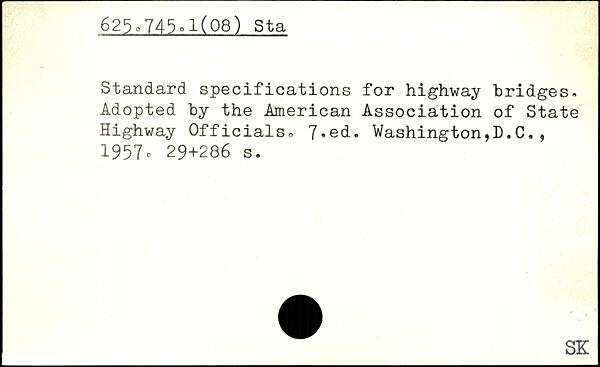 625.745.1(08) Sta
Standard specifications for highway bridges.
Adopted by the American Association of State
Highway Officials. 7.ed. Washington,D.C.,
1957. 29+286 s.
SK